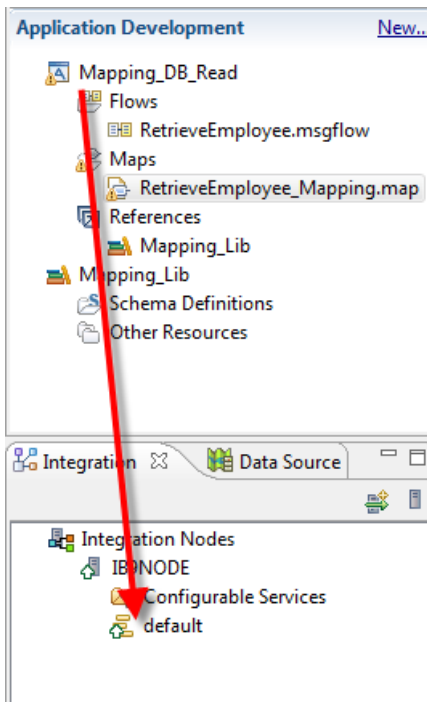 Application Development New...
Mapping_DB_Read
Flows
RetrieveEmployee.msgflow
Maps
RetrieveEmployee_Mapping.map
References
Mapping_Lib
Mapping_Lib
Schema Definitions
Other Resources
Integration Data Source
Integration Nodes
IB9NODE
Configurable Services
default